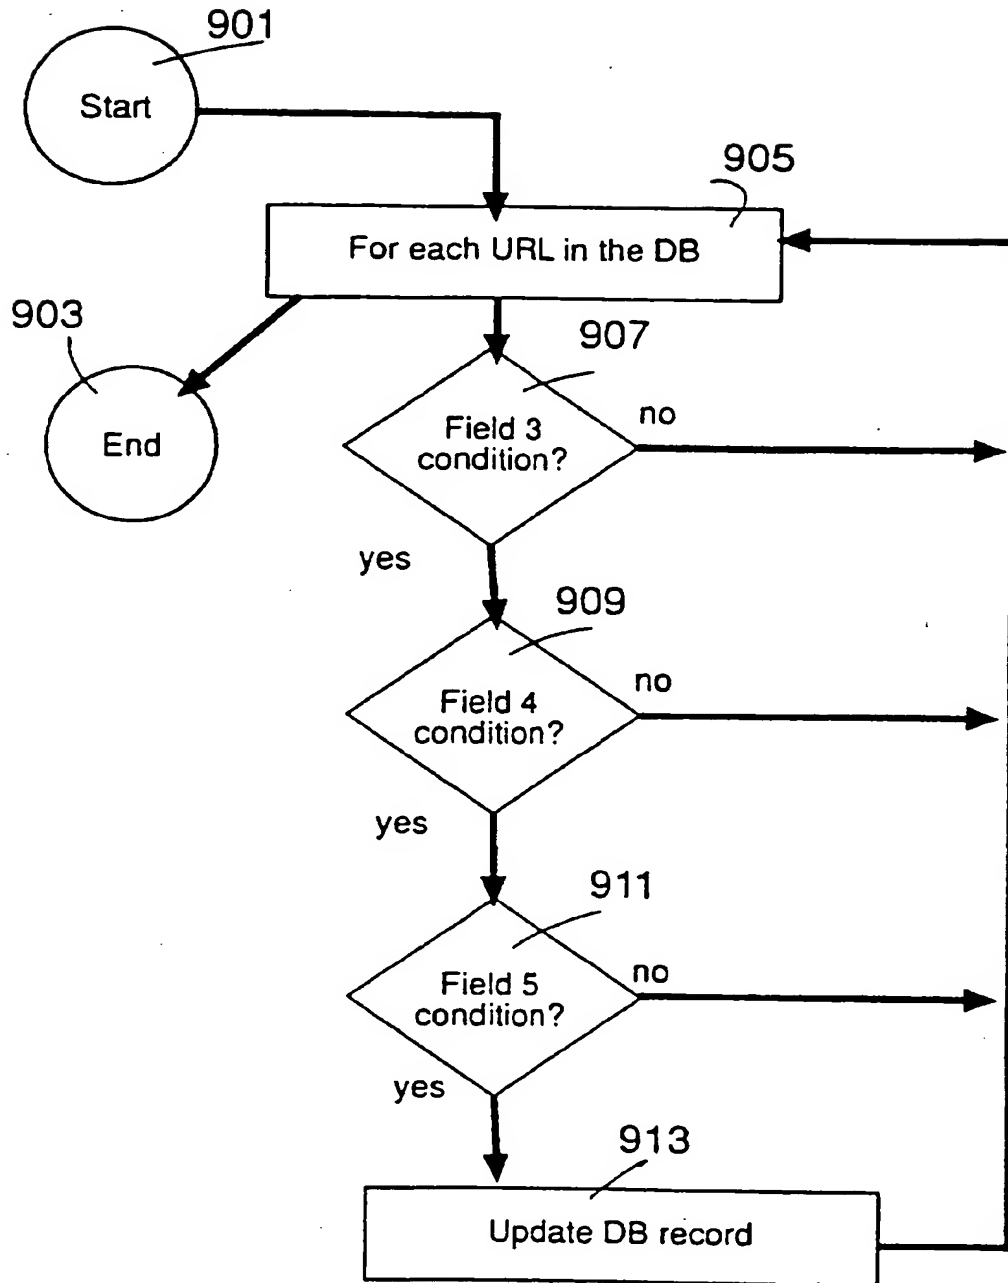 901
Start
905
For each URL in the DB
903
End
907
Field 3
condition?
no
yes
909
Field 4
condition?
no
yes
911
Field 5
condition?
no
yes
913
Update DB record